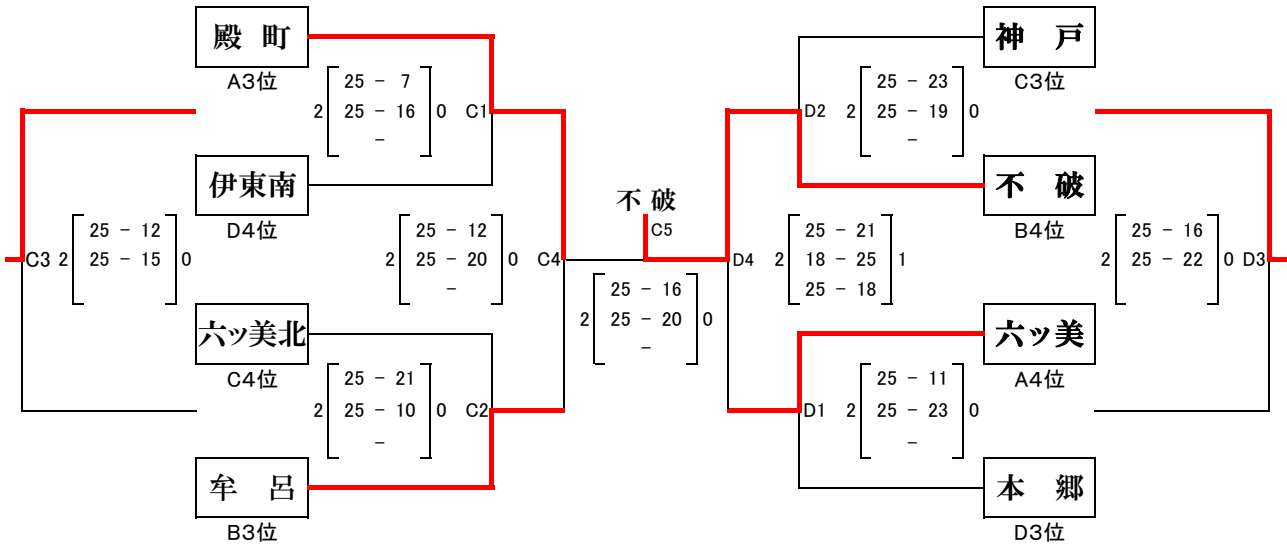 殿 町
A3位
25 - 7
2 25 - 16 0 C1
-
伊東南
D4位
25 - 12
C3 2 25 - 15 0
25 - 12
2 25 - 20 0 C4
-
六ッ美北
C4位
25 - 21
2 25 - 10 0 C2
-
牟 呂
B3位
不 破
C5
25 - 16
2 25 - 20 0
-
神 戸
C3位
25 - 23
D2 2 25 - 19 0
-
不 破
B4位
25 - 21
D4 2 18 - 25 1
25 - 18
25 - 16
2 25 - 22 0 D3
六ッ美
A4位
25 - 11
D1 2 25 - 23 0
-
本 郷
D3位